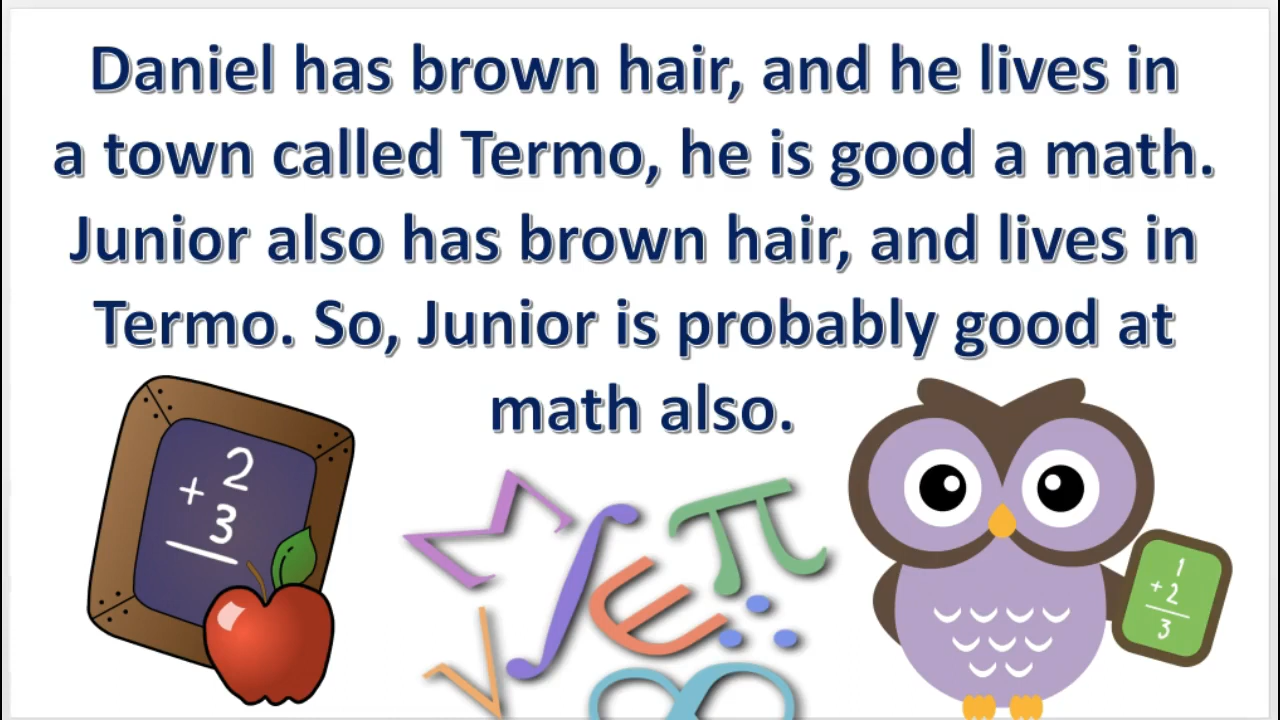 Daniel has brown hair, and he lives in
a town called Termo, he is good a math.
Junior also has brown hair, and lives in
Termo. So, Junior is probably good at
math also.
2
+
3
Σ
∫
π
∈
∴
√
∞
1
+2
3